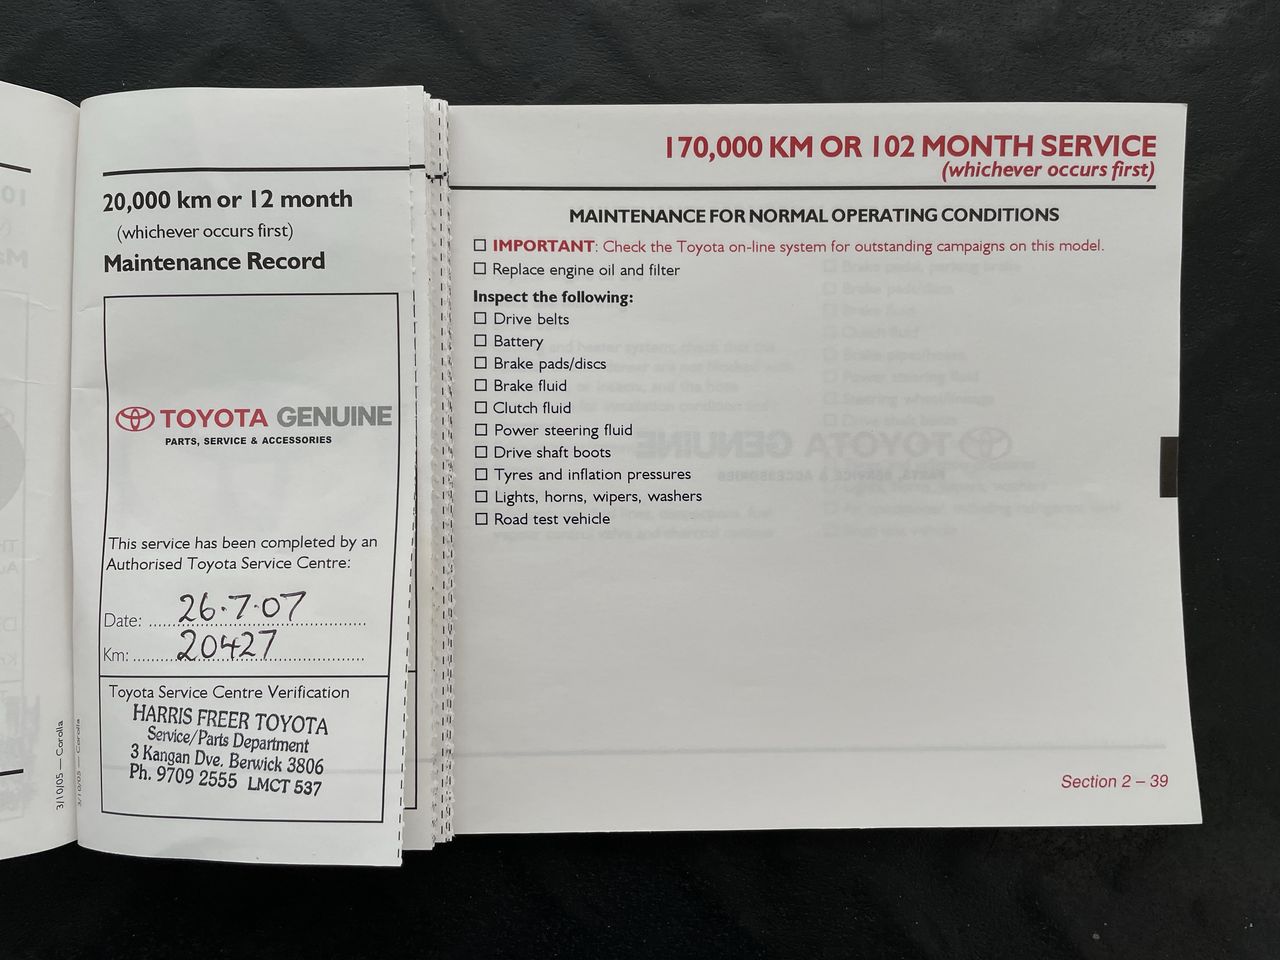 20,000 km or 12 month
(whichever occurs first)
Maintenance Record
TOYOTA GENUINE
PARTS, SERVICE & ACCESSORIES
This service has been completed by an
Authorised Toyota Service Centre:
Date: 26.7.07
Km: 20427
Toyota Service Centre Verification
HARRIS FREER TOYOTA
Service/Parts Department
3 Kangan Dve. Berwick 3806
Ph. 9709 2555 LMCT 537
3/10/05 — Corolla
3/10/05 — Corolla
170,000 KM OR 102 MONTH SERVICE
(whichever occurs first)
MAINTENANCE FOR NORMAL OPERATING CONDITIONS
IMPORTANT: Check the Toyota on-line system for outstanding campaigns on this model.
Replace engine oil and filter
Inspect the following:
Drive belts
Battery
Brake pads/discs
Brake fluid
Clutch fluid
Power steering fluid
Drive shaft boots
Tyres and inflation pressures
Lights, horns, wipers, washers
Road test vehicle
Section 2 – 39